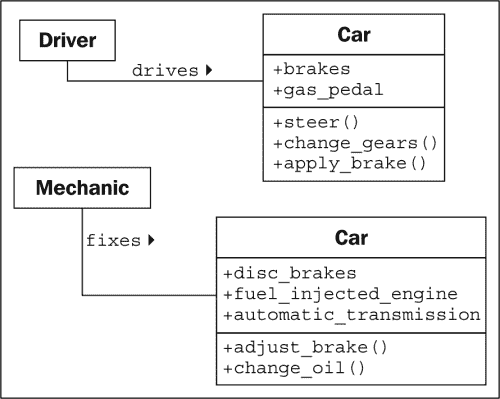 Driver
drives
Car
+brakes
+gas_pedal
+steer()
+change_gears()
+apply_brake()
Mechanic
fixes
Car
+disc_brakes
+fuel_injected_engine
+automatic_transmission
+adjust_brake()
+change_oil()